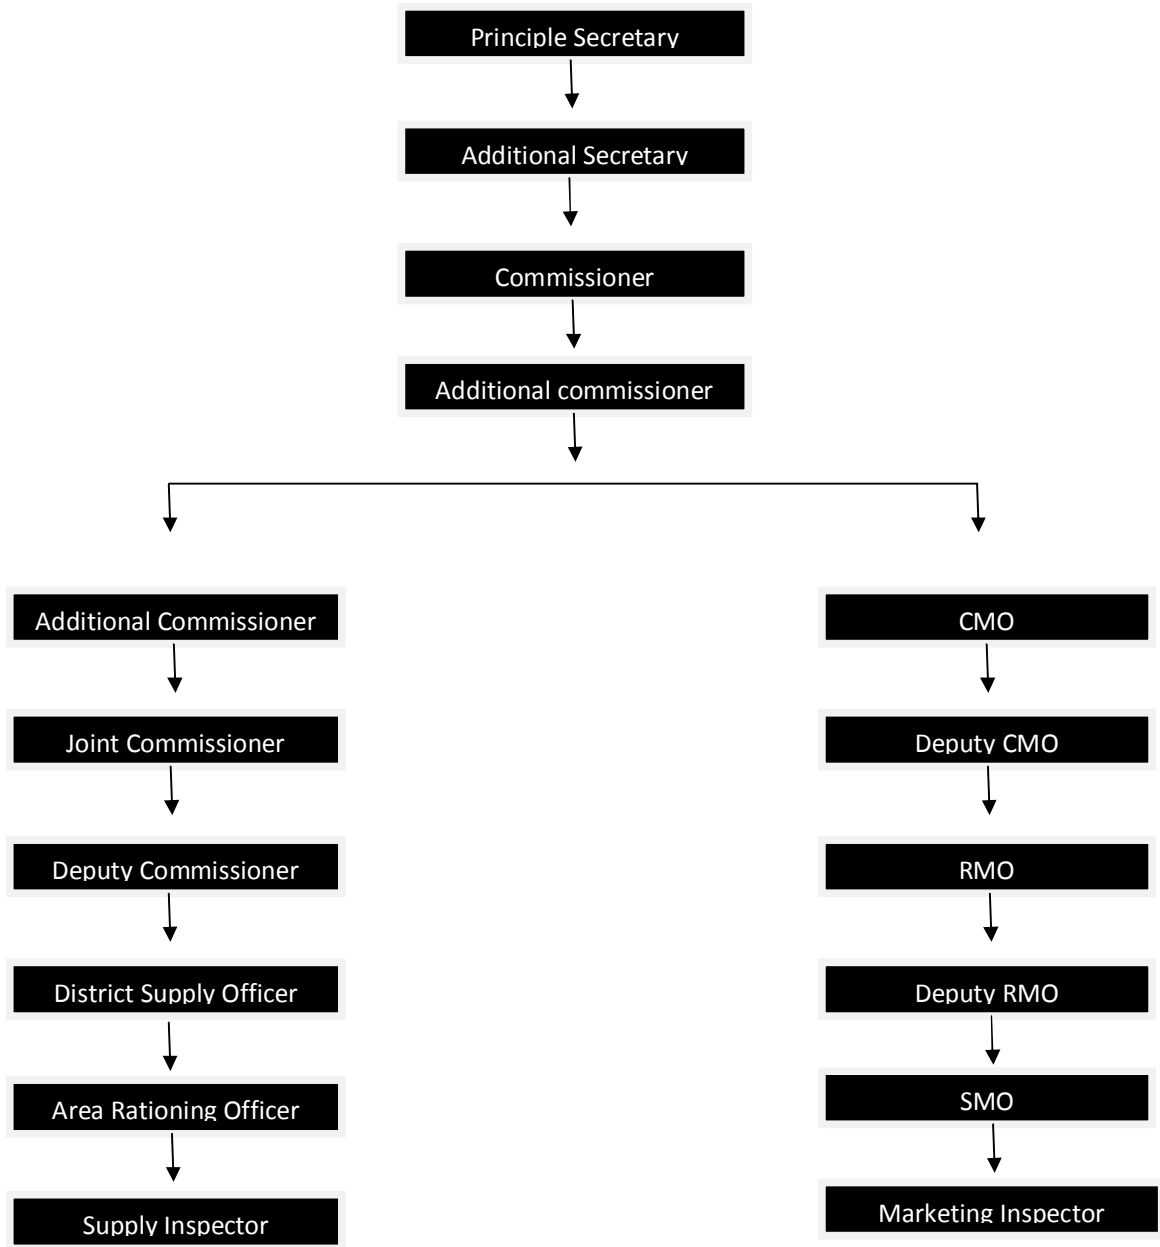 Principle Secretary
Additional Secretary
Commissioner
Additional commissioner
Additional Commissioner
Joint Commissioner
Deputy Commissioner
District Supply Officer
Area Rationing Officer
Supply Inspector
CMO
Deputy CMO
RMO
Deputy RMO
SMO
Marketing Inspector